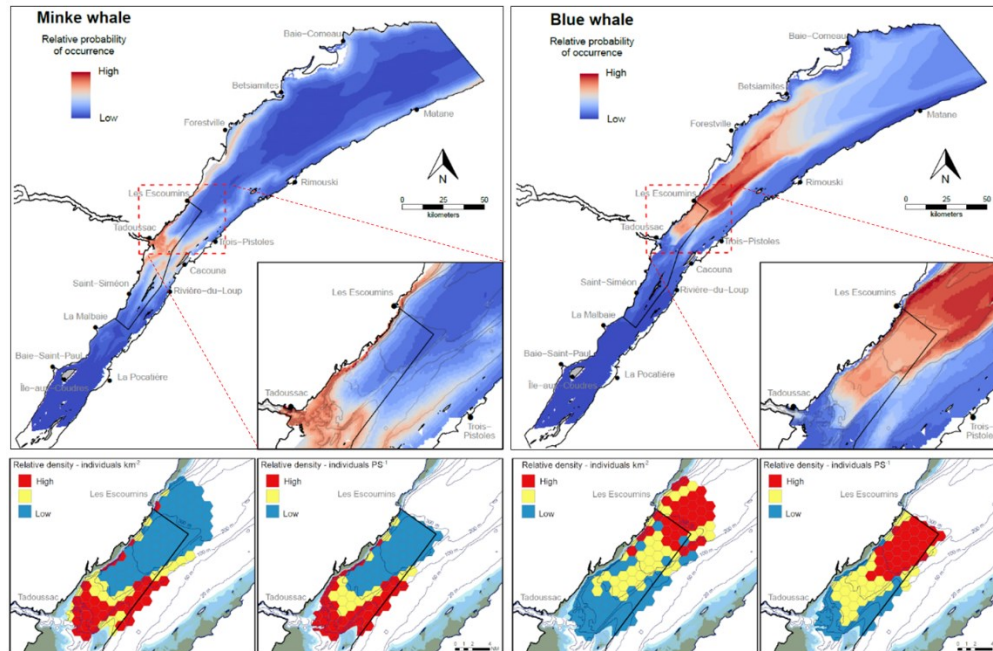 Minke whale
Relative probability
of occurrence
High
Low
Baie-Comeau
Betsiamites
Forestville
Matane
N
Les Escoumins
Rimouski
0 25 50
kilometers
Tadoussac
Trois-Pistoles
Cacouna
Saint-Siméon
Rivière-du-Loup
La Malbaie
Baie-Saint-Paul
Île-aux-Coudres
La Pocatière
Les Escoumins
Tadoussac
Trois-
Pistoles
Blue whale
Relative probability
of occurrence
High
Low
Baie-Comeau
Betsiamites
Forestville
Matane
N
Les Escoumins
Rimouski
0 25 50
kilometers
Tadoussac
Trois-Pistoles
Cacouna
Saint-Siméon
Rivière-du-Loup
La Malbaie
Baie-Saint-Paul
Île-aux-Coudres
La Pocatière
Les Escoumins
Tadoussac
Trois-
Pistoles
Relative density - individuals km-2
High
Low
Les Escoumins
Tadoussac
Relative density - individuals PS-1
High
Low
Les Escoumins
Tadoussac
Relative density - individuals km-2
High
Low
Les Escoumins
Tadoussac
Relative density - individuals PS-1
High
Low
Les Escoumins
Tadoussac